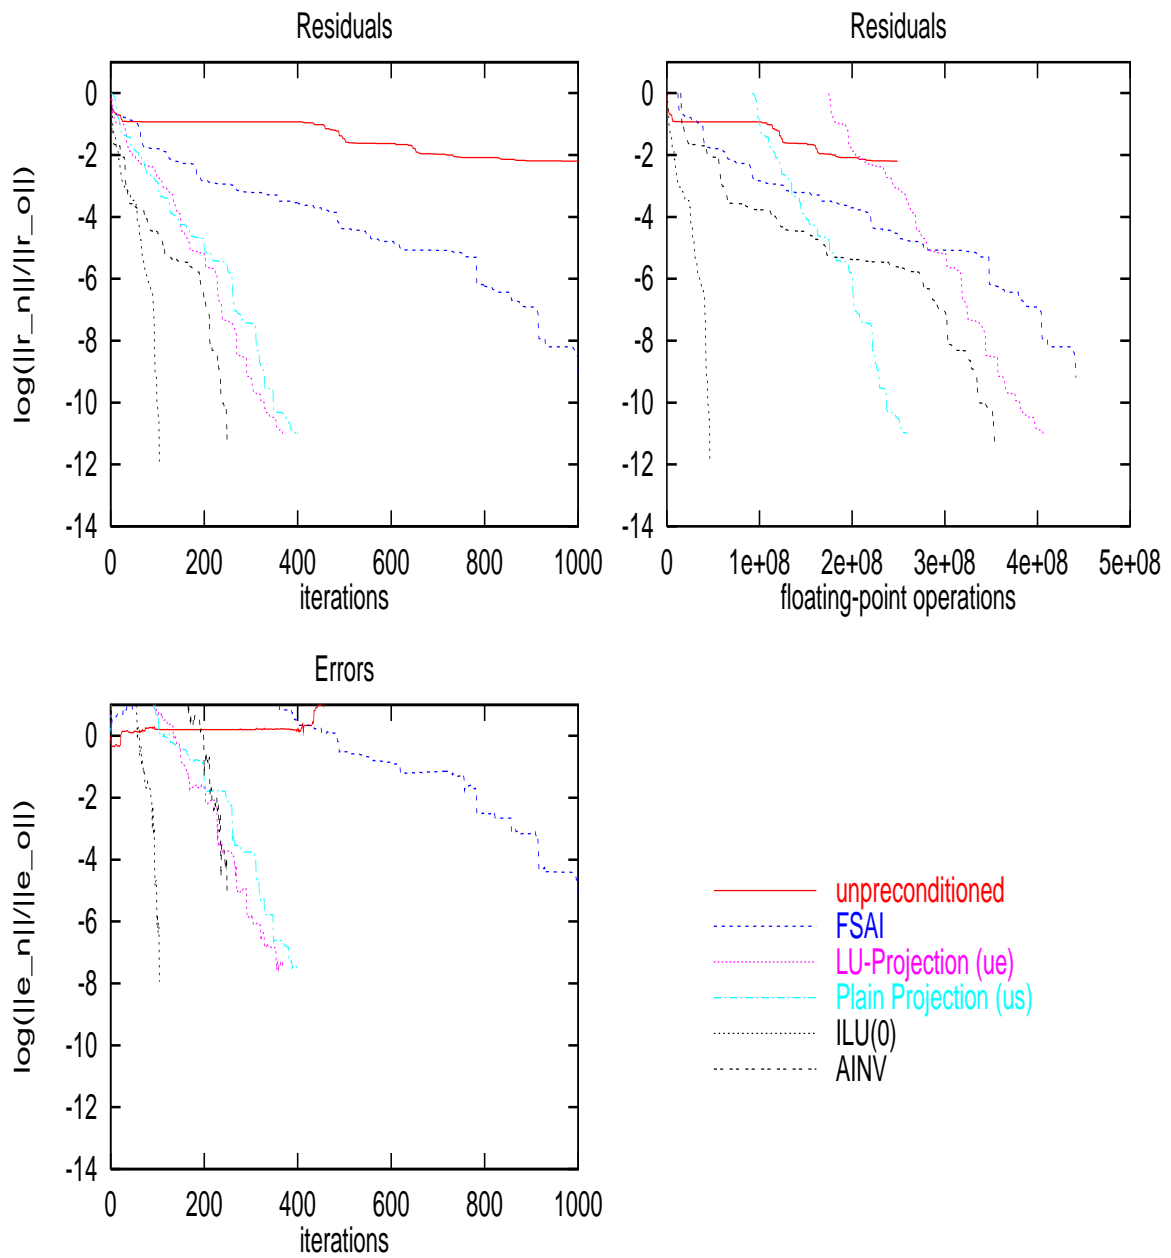 Residuals
0
-2
-4
-6
-8
-10
-12
-14
log(||r_n||/||r_o||)
0 200 400 600 800 1000
iterations
Residuals
0
-2
-4
-6
-8
-10
-12
-14
0 1e+08 2e+08 3e+08 4e+08 5e+08
floating-point operations
Errors
0
-2
-4
-6
-8
-10
-12
-14
log(||e_n||/||e_o||)
0 200 400 600 800 1000
iterations
unpreconditioned
FSAI
LU-Projection (ue)
Plain Projection (us)
ILU(0)
AINV